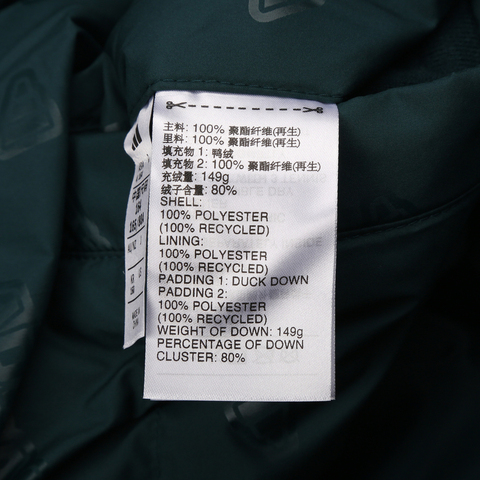 主料: 100% 聚酯纤维(再生)
里料: 100% 聚酯纤维(再生)
填充物 1: 鸭绒
填充物 2: 100% 聚酯纤维(再生)
充绒量: 149g
绒子含量: 80%
SHELL:
100% POLYESTER
(100% RECYCLED)
LINING:
100% POLYESTER
(100% RECYCLED)
PADDING 1: DUCK DOWN
PADDING 2:
100% POLYESTER
(100% RECYCLED)
WEIGHT OF DOWN: 149g
PERCENTAGE OF DOWN
CLUSTER: 80%